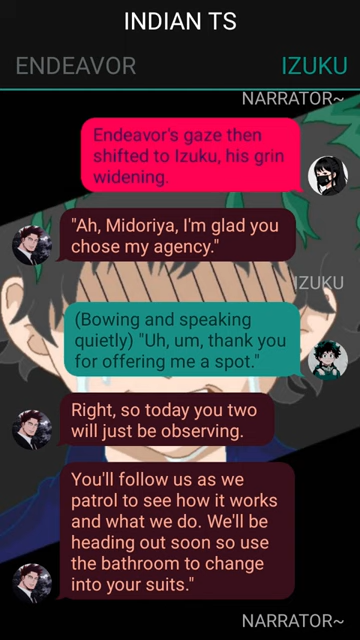 INDIAN TS
ENDEAVOR
IZUKU
NARRATOR~
Endeavor's gaze then
shifted to Izuku, his grin
widening
"Ah, Midoriya, I'm glad you
chose my agency."
IZUKU
(Bowing and speaking
quietly) "Uh, um, thank you
for offering me a spot."
Right, so today you two
will just be observing.
You'll follow us as we
patrol to see how it works
and what we do. We'll be
heading out soon so use
the bathroom to change
into your suits."
NARRATOR~